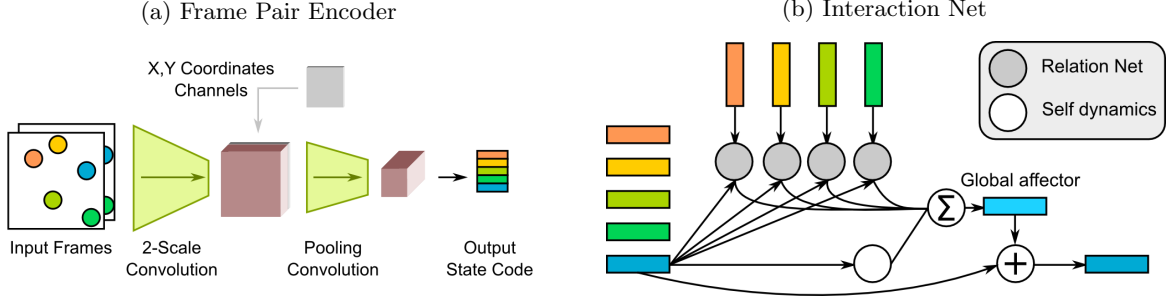 (a) Frame Pair Encoder
X,Y Coordinates
Channels
Input Frames
2-Scale
Convolution
Pooling
Convolution
Output
State Code
(b) Interaction Net
Relation Net
Self dynamics
Global affector
Σ
+